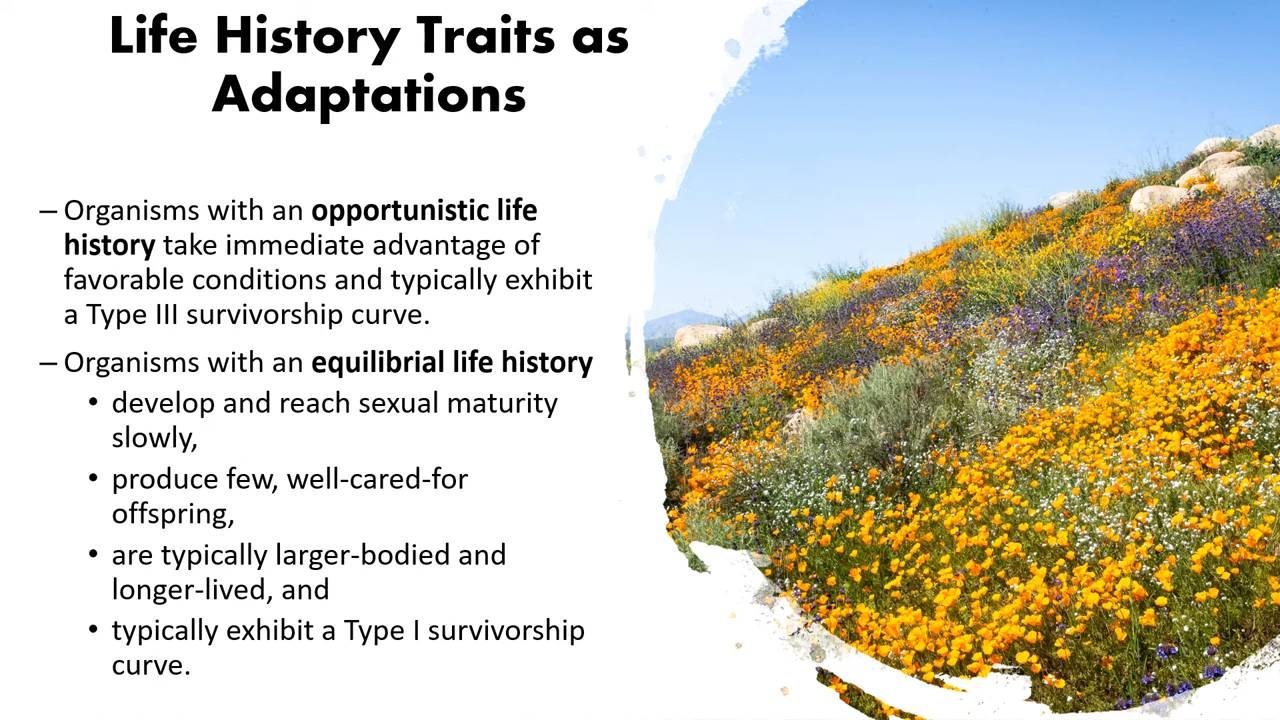 Life History Traits as
Adaptations
– Organisms with an opportunistic life
history take immediate advantage of
favorable conditions and typically exhibit
a Type III survivorship curve.
– Organisms with an equilibrial life history
• develop and reach sexual maturity
slowly,
• produce few, well-cared-for
offspring,
• are typically larger-bodied and
longer-lived, and
• typically exhibit a Type I survivorship
curve.